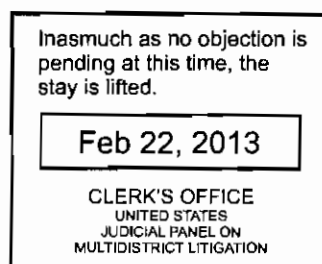 Inasmuch as no objection is
pending at this time, the
stay is lifted.
Feb 22, 2013
CLERK'S OFFICE
UNITED STATES
JUDICIAL PANEL ON
MULTIDISTRICT LITIGATION